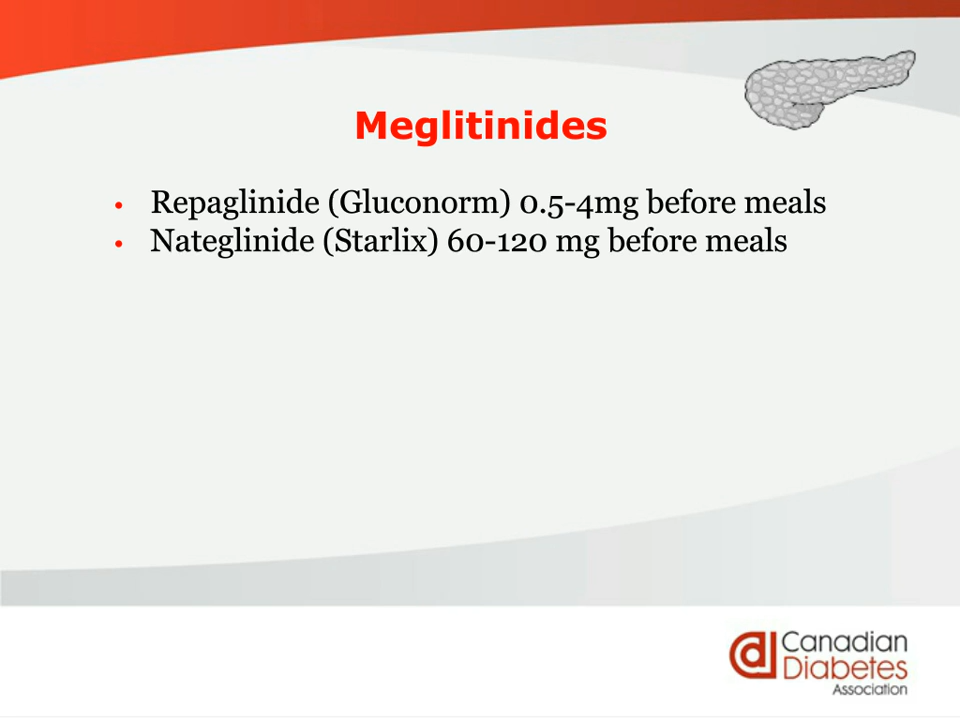 Meglitinides
• Repaglinide (Gluconorm) 0.5-4mg before meals
• Nateglinide (Starlix) 60-120 mg before meals
Canadian
Diabetes
Association